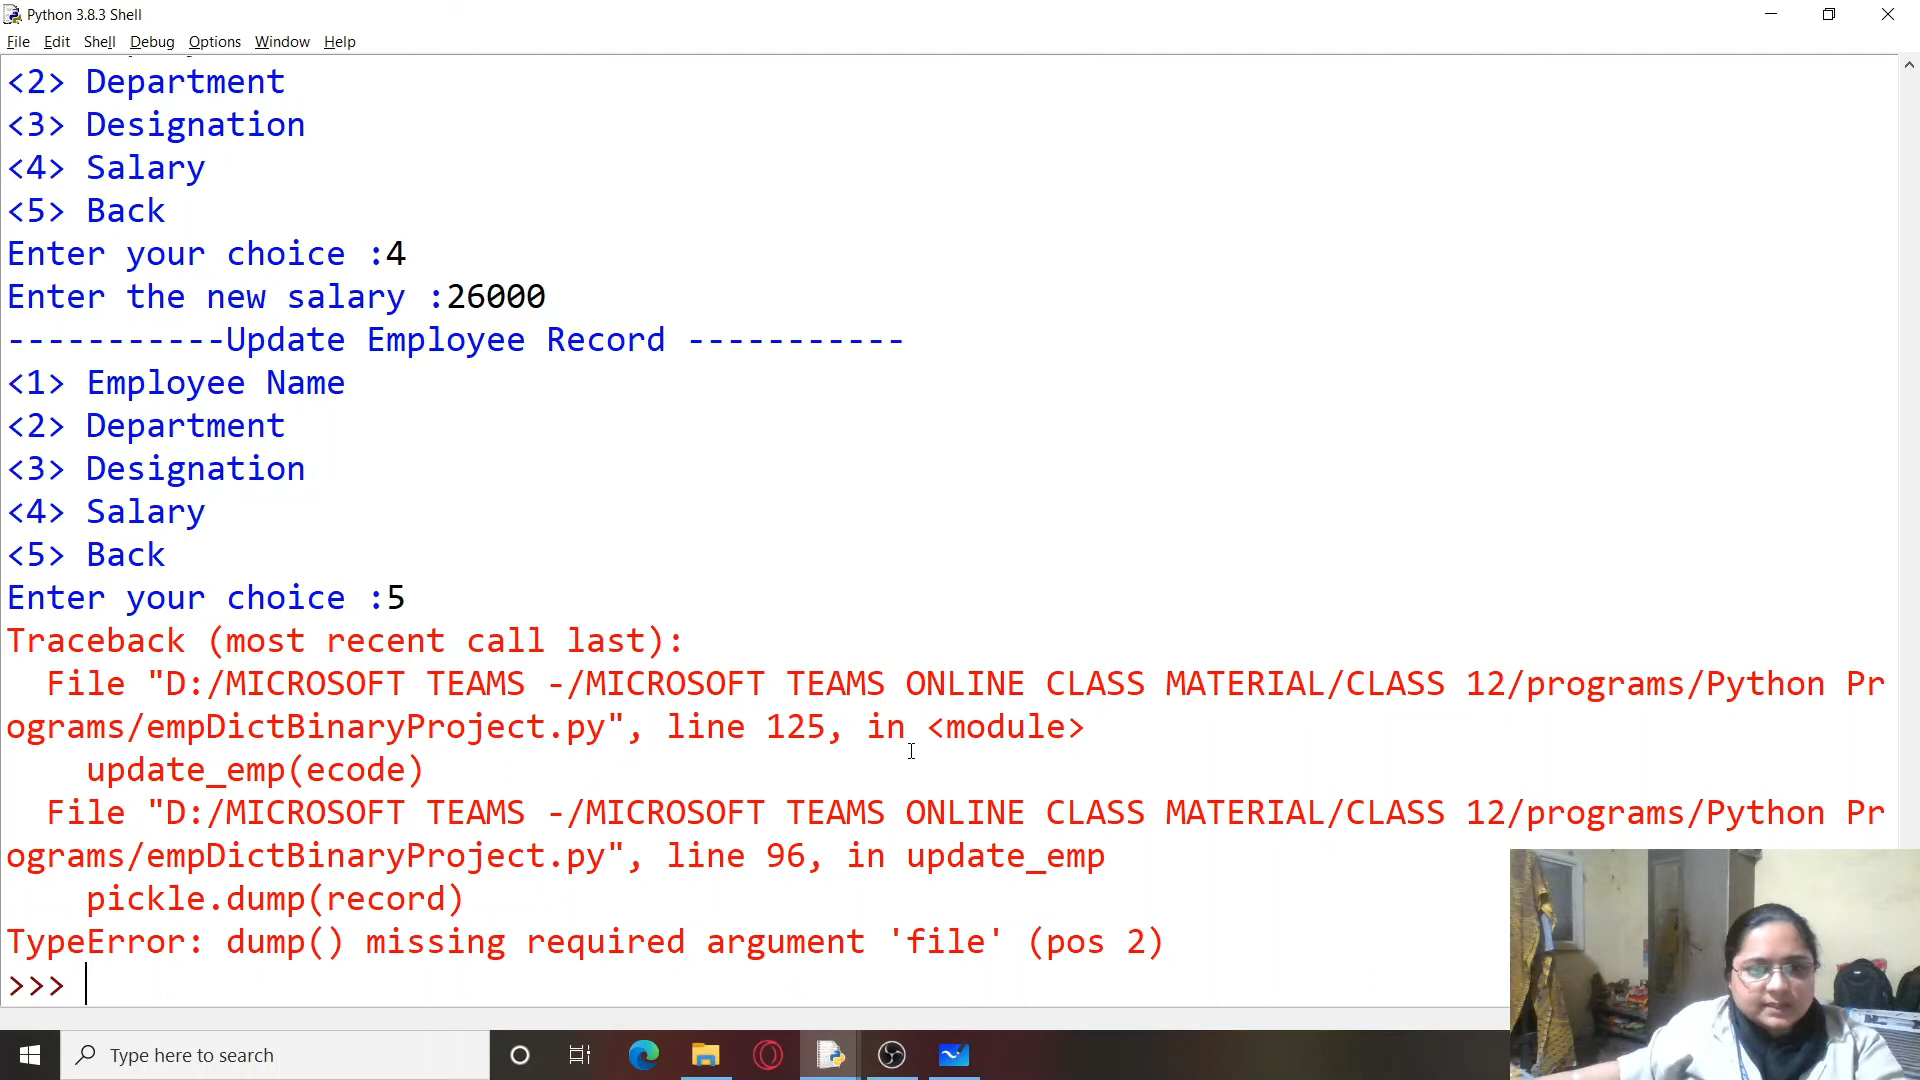 Python 3.8.3 Shell
File Edit Shell Debug Options Window Help
<2> Department
<3> Designation
<4> Salary
<5> Back
Enter your choice :4
Enter the new salary :26000
-----------Update Employee Record -----------
<1> Employee Name
<2> Department
<3> Designation
<4> Salary
<5> Back
Enter your choice :5
Traceback (most recent call last):
File "D:/MICROSOFT TEAMS -/MICROSOFT TEAMS ONLINE CLASS MATERIAL/CLASS 12/programs/Python Pr
ograms/empDictBinaryProject.py", line 125, in <module>
update_emp(ecode)
File "D:/MICROSOFT TEAMS -/MICROSOFT TEAMS ONLINE CLASS MATERIAL/CLASS 12/programs/Python Pr
ograms/empDictBinaryProject.py", line 96, in update_emp
pickle.dump(record)
TypeError: dump() missing required argument 'file' (pos 2)
>>>
Type here to search